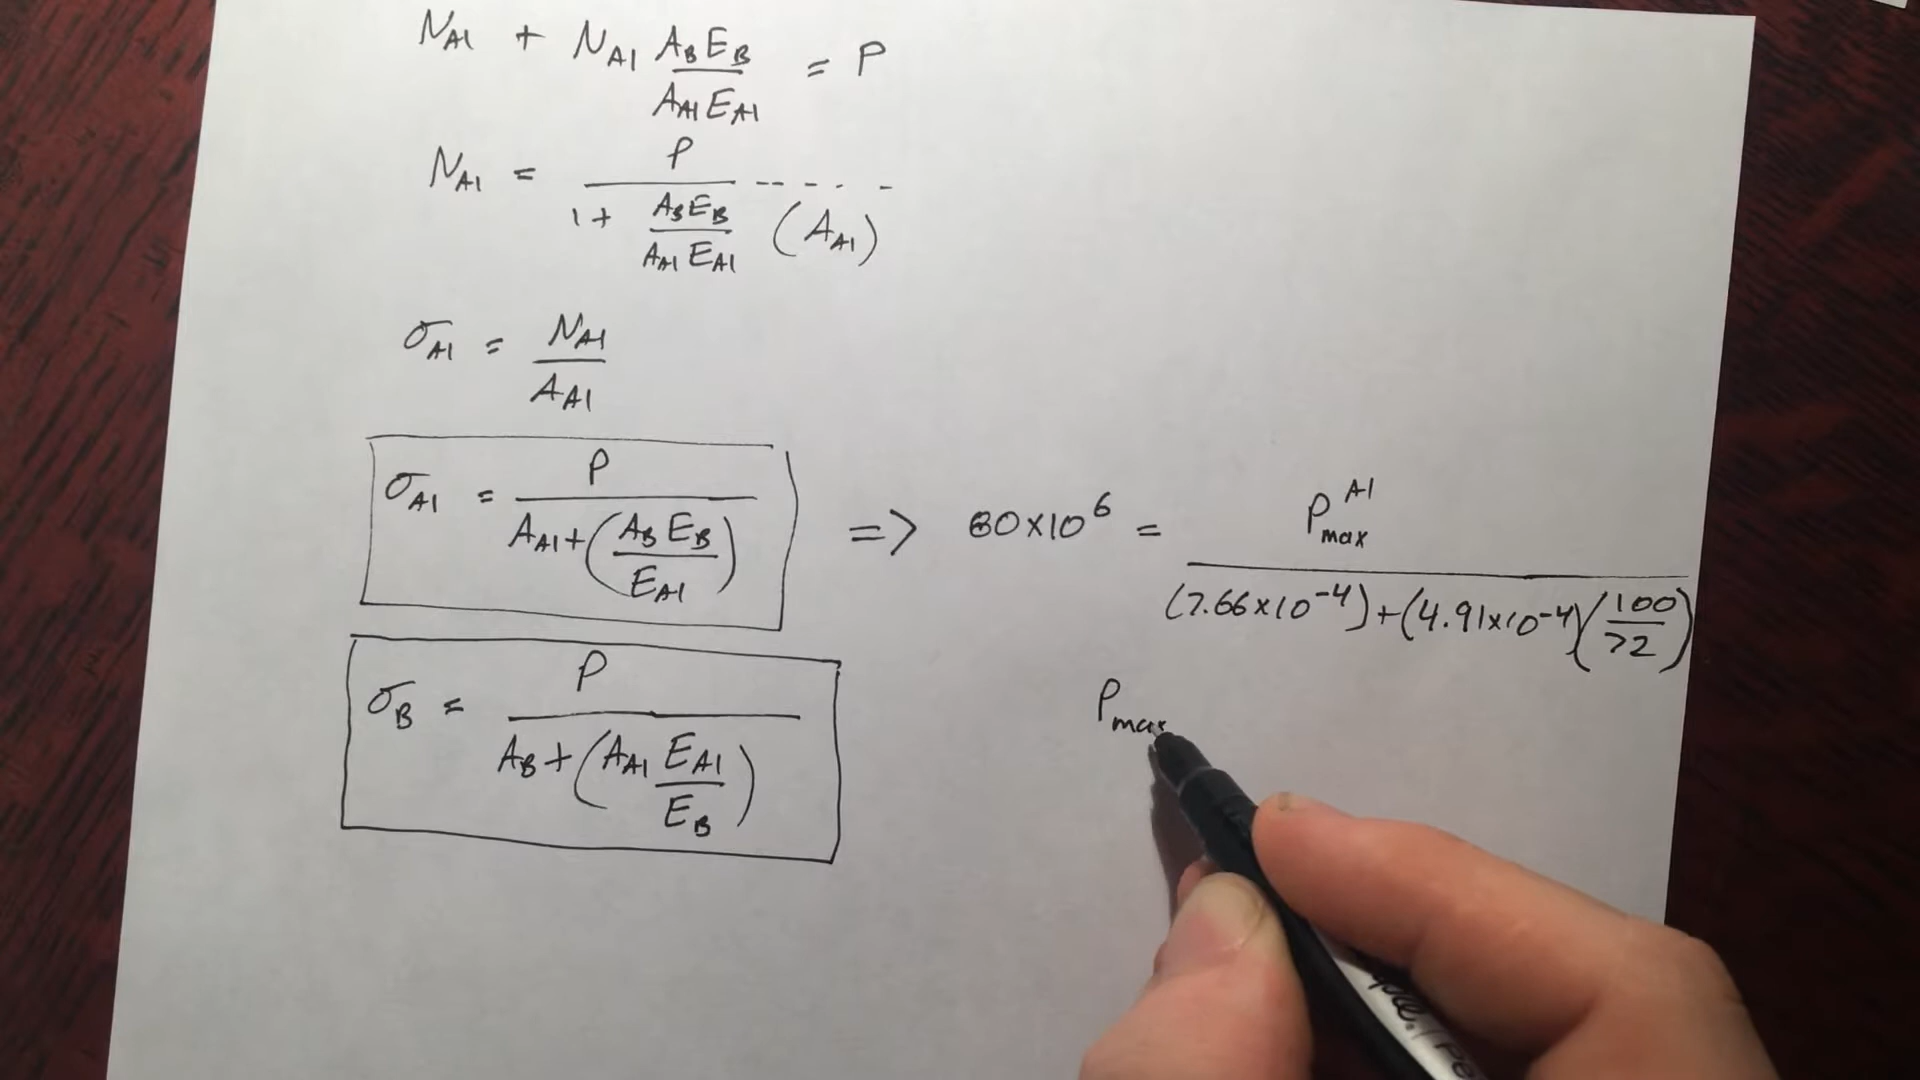 N_Al + N_Al A_B E_B / A_Al E_Al = P
N_Al = P / 1 + A_B E_B / A_Al E_Al (A_Al)
σ_Al = N_Al / A_Al
σ_Al = P / A_Al + (A_B E_B / E_Al) => 80×10^6 = P_max^Al / (7.66×10^-4) + (4.91×10^-4)(100/72)
σ_B = P / A_B + (A_Al E_Al / E_B)
P_max